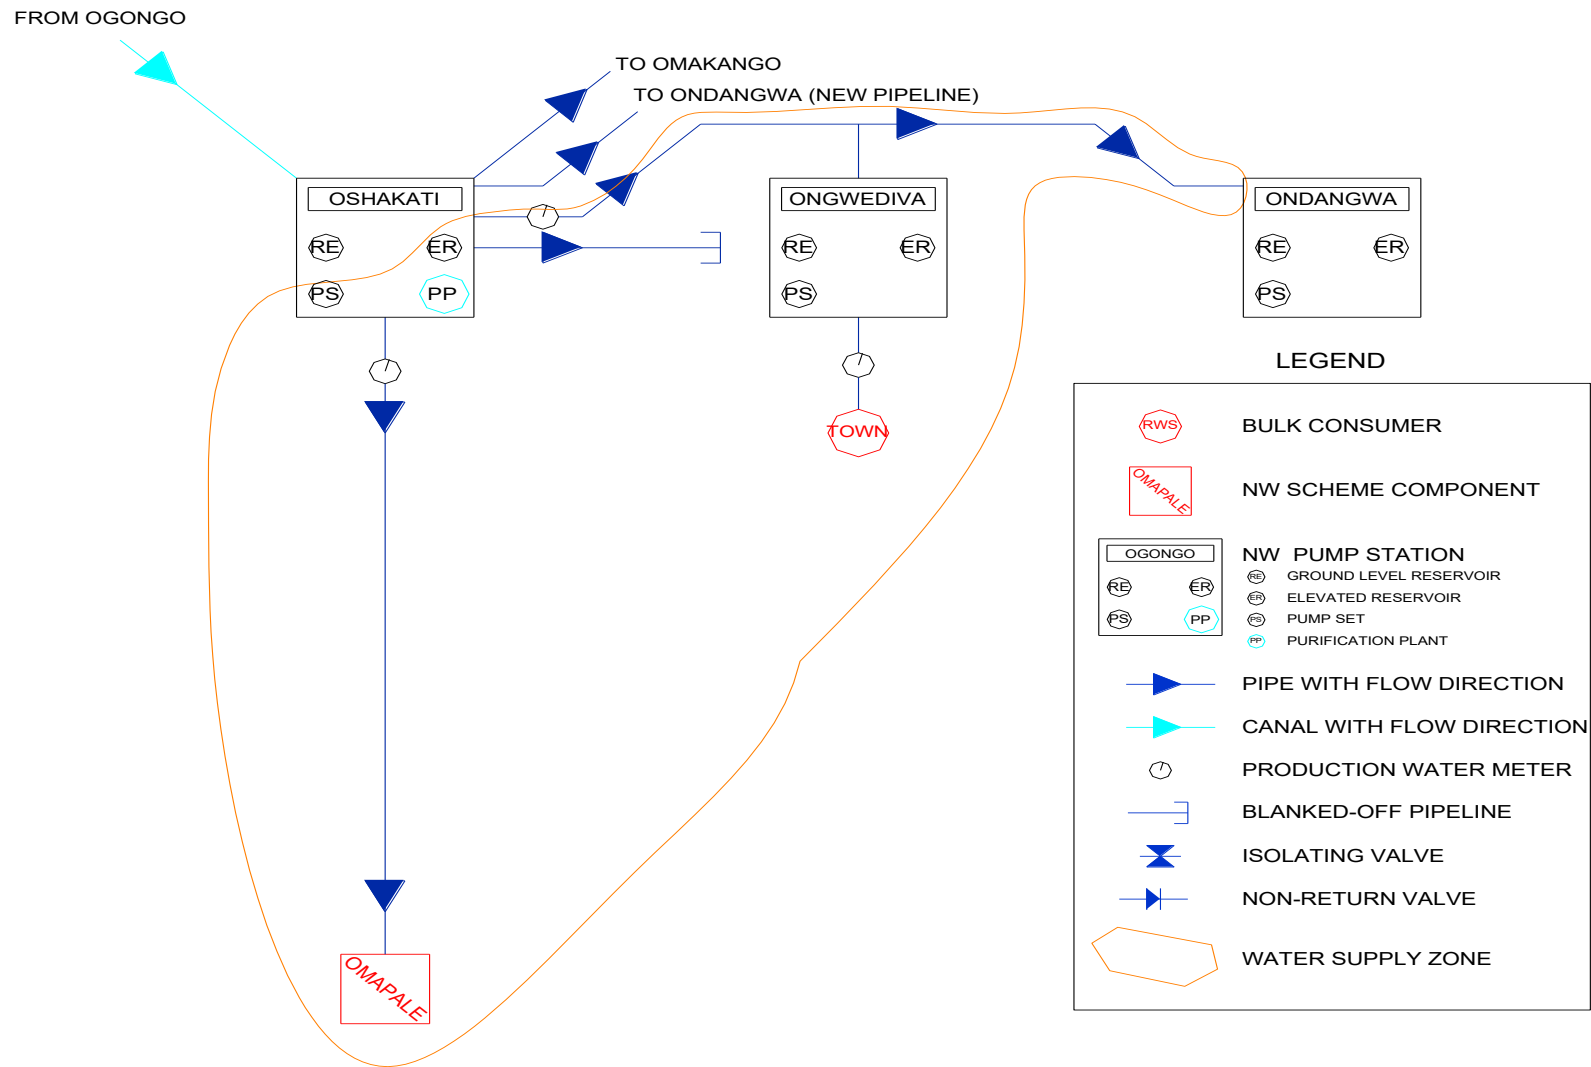 FROM OGONGO
TO OMAKANGO
TO ONDANGWA (NEW PIPELINE)
OSHAKATI
RE
ER
PS
PP
ONGWEDIVA
RE
ER
PS
ONDANGWA
RE
ER
PS
TOWN
OMAPALE
LEGEND
RWS
BULK CONSUMER
OMAPALE
NW SCHEME COMPONENT
OGONGO
RE
ER
PS
PP
NW PUMP STATION
RE GROUND LEVEL RESERVOIR
ER ELEVATED RESERVOIR
PS PUMP SET
PP PURIFICATION PLANT
PIPE WITH FLOW DIRECTION
CANAL WITH FLOW DIRECTION
PRODUCTION WATER METER
BLANKED-OFF PIPELINE
ISOLATING VALVE
NON-RETURN VALVE
WATER SUPPLY ZONE